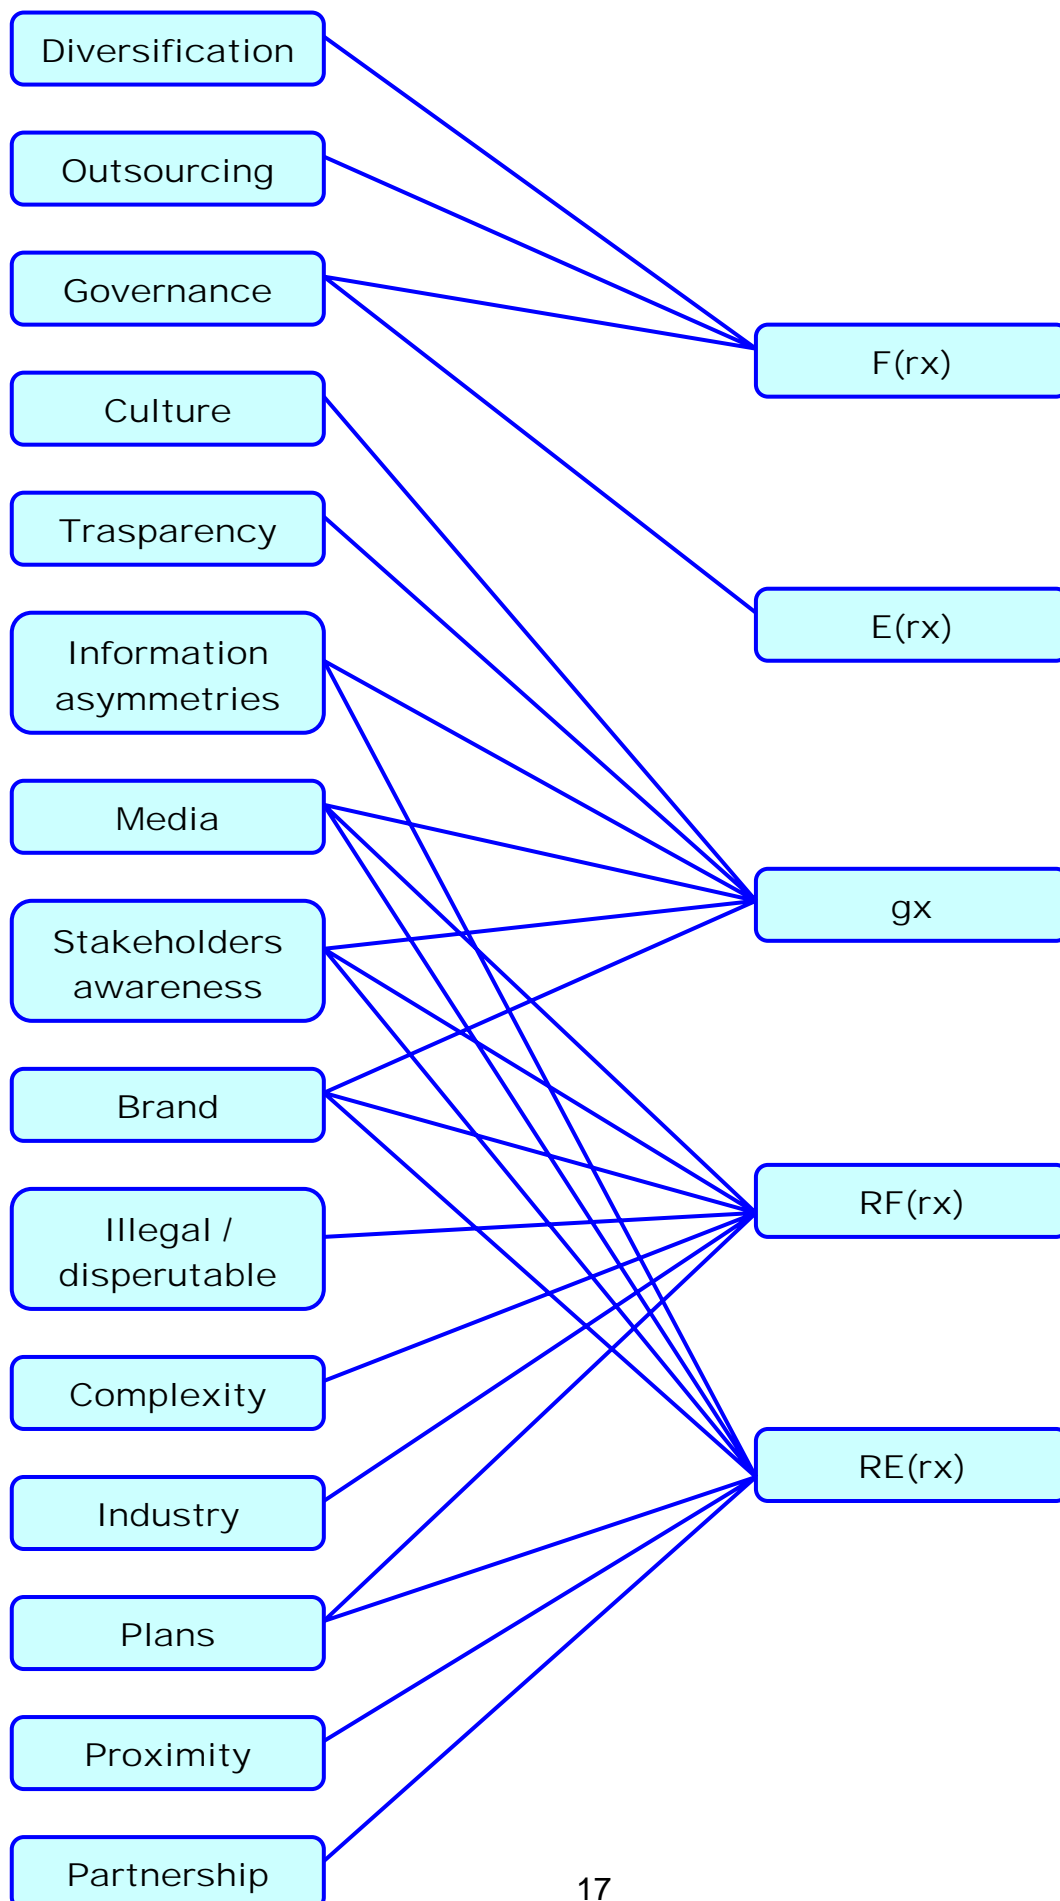 Diversification
Outsourcing
Governance
Culture
Trasparency
Information
asymmetries
Media
Stakeholders
awareness
Brand
Illegal /
disperutable
Complexity
Industry
Plans
Proximity
Partnership
F(rx)
E(rx)
gx
RF(rx)
RE(rx)
17